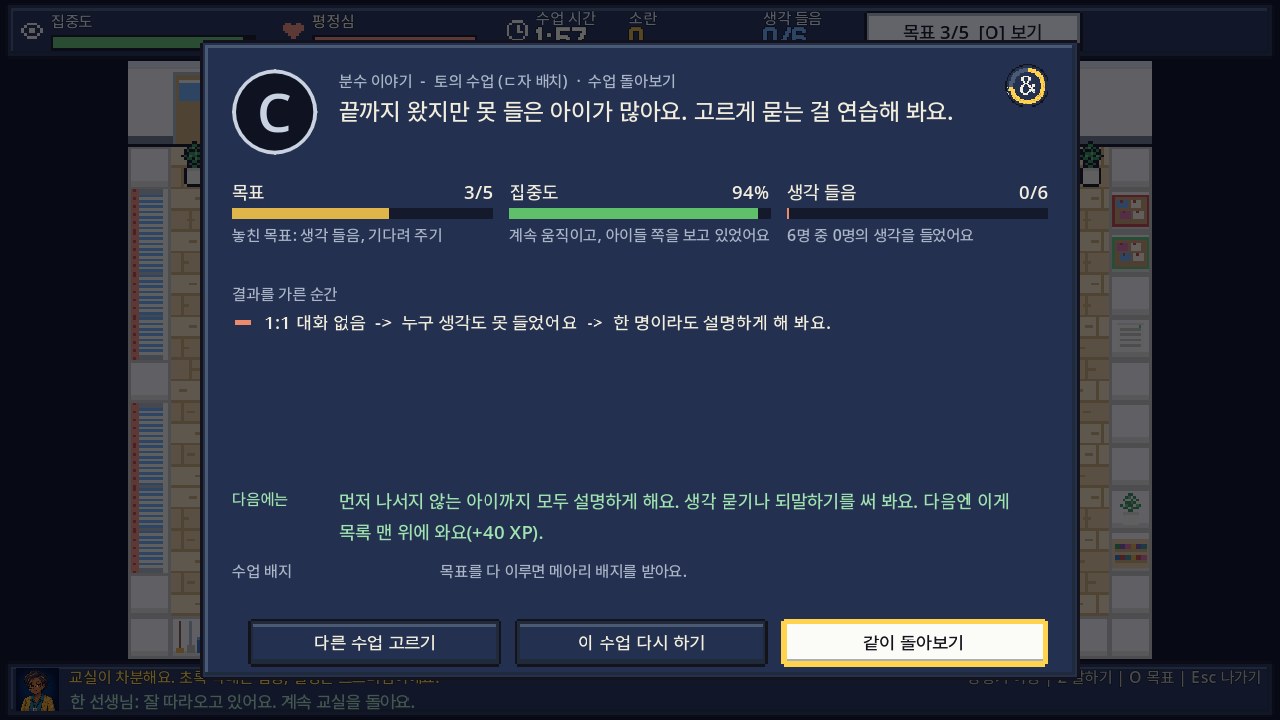 집중도
평정심
수업 시간
1:57
소란
0
생각 들음
0/6
목표 3/5 [O] 보기
C
분수 이야기 - 토의 수업 (ㄷ자 배치) · 수업 돌아보기
끝까지 왔지만 못 들은 아이가 많아요. 고르게 묻는 걸 연습해 봐요.
&
목표 3/5
집중도 94%
생각 들음 0/6
놓친 목표: 생각 들음, 기다려 주기
계속 움직이고, 아이들 쪽을 보고 있었어요
6명 중 0명의 생각을 들었어요
결과를 가른 순간
1:1 대화 없음 -> 누구 생각도 못 들었어요 -> 한 명이라도 설명하게 해 봐요.
다음에는
먼저 나서지 않는 아이까지 모두 설명하게 해요. 생각 묻기나 되말하기를 써 봐요. 다음엔 이게
목록 맨 위에 와요(+40 XP).
수업 배지
목표를 다 이루면 메아리 배지를 받아요.
다른 수업 고르기
이 수업 다시 하기
같이 돌아보기
교실이 차분해요.
한 선생님: 잘 따라오고 있어요. 계속 교실을 돌아요.
| O 목표 | Esc 나가기